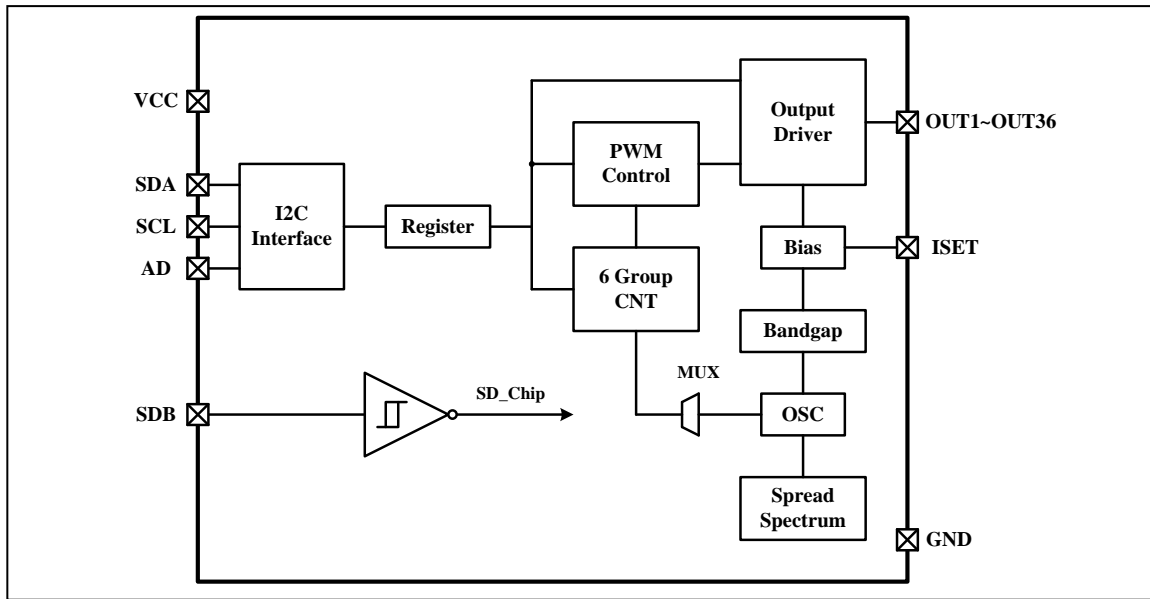 VCC
SDA
SCL
AD
SDB
I2C
Interface
Register
SD_Chip
PWM
Control
6 Group
CNT
MUX
Output
Driver
Bias
Bandgap
OSC
Spread
Spectrum
OUT1~OUT36
ISET
GND